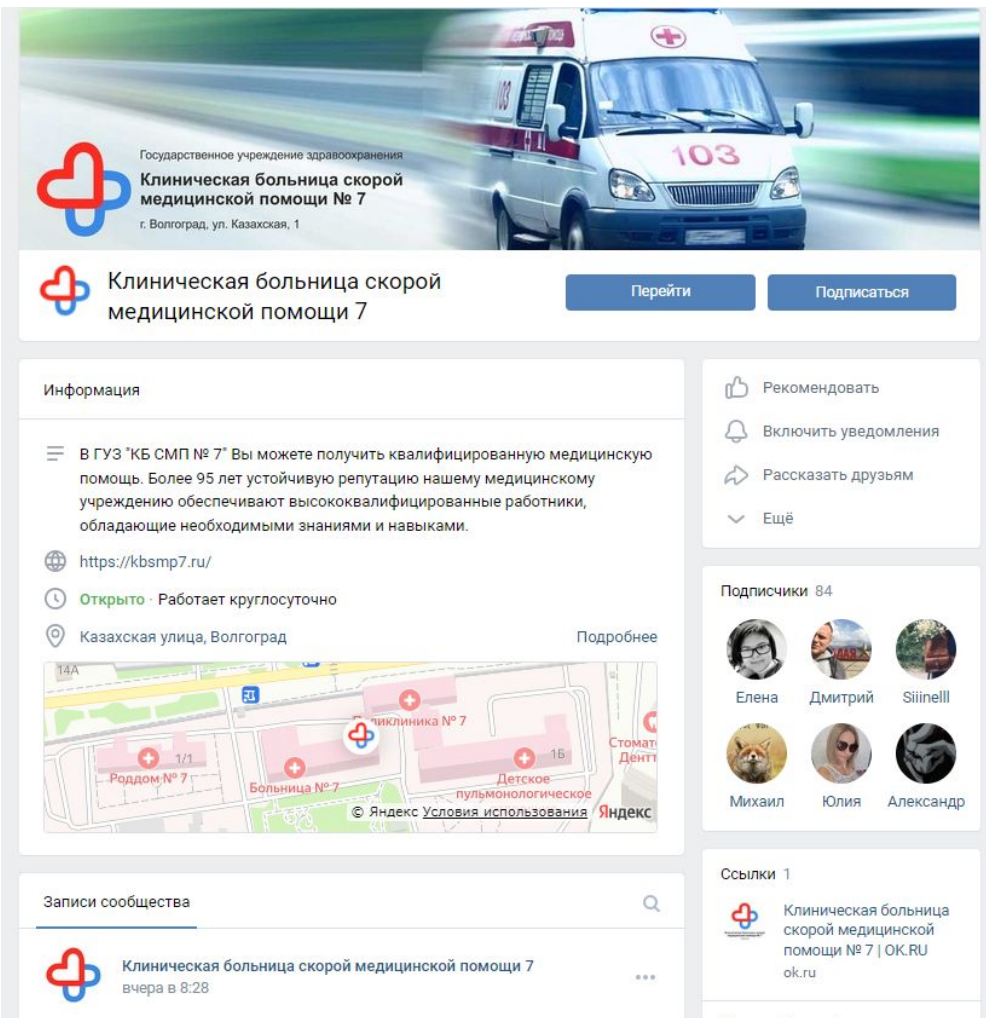 103
103
Государственное учреждение здравоохранения
Клиническая больница скорой
медицинской помощи № 7
г. Волгоград, ул. Казахская, 1
Клиническая больница скорой
медицинской помощи 7
Перейти
Подписаться
Информация
В ГУЗ "КБ СМП № 7" Вы можете получить квалифицированную медицинскую
помощь. Более 95 лет устойчивую репутацию нашему медицинскому
учреждению обеспечивают высококвалифицированные работники,
обладающие необходимыми знаниями и навыками.
https://kbsmp7.ru/
Открыто · Работает круглосуточно
Казахская улица, Волгоград
Подробнее
14А
Поликлиника № 7
1/1
Роддом № 7
Больница № 7
1Б
Детское
пульмонологическое
Стомат
Дент
© Яндекс Условия использования Яндекс
Записи сообщества
Клиническая больница скорой медицинской помощи 7
вчера в 8:28
Рекомендовать
Включить уведомления
Рассказать друзьям
Ещё
Подписчики 84
Елена
Дмитрий
Siiinelll
Михаил
Юлия
Александр
Ссылки 1
Клиническая больница
скорой медицинской
помощи № 7 | OK.RU
ok.ru